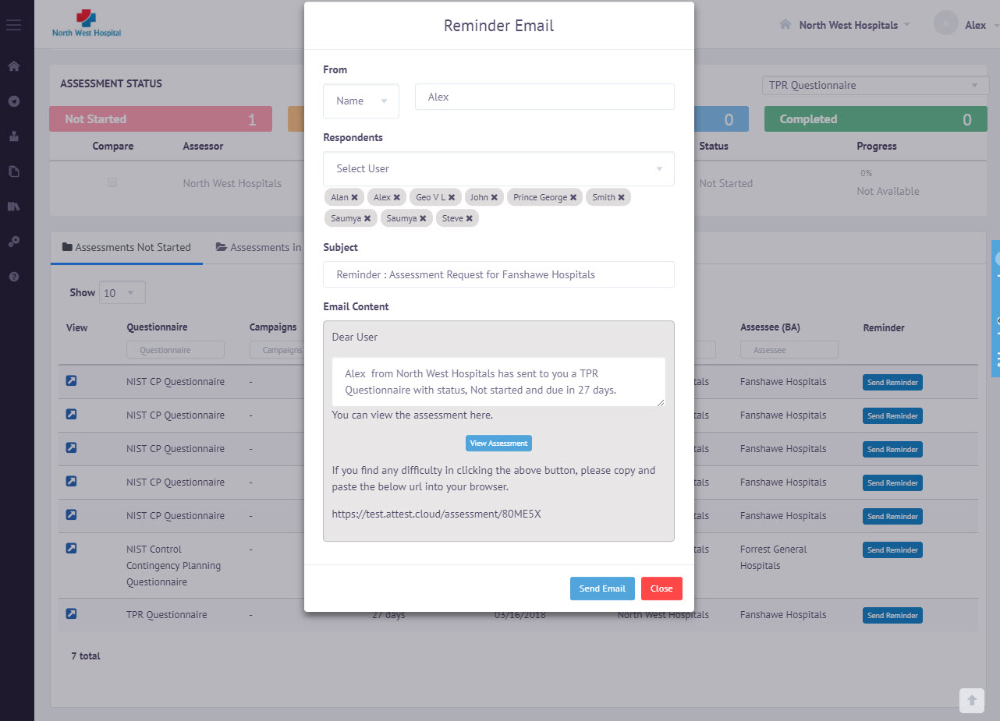 North West Hospital
North West Hospitals
Alex
ASSESSMENT STATUS
TPR Questionnaire
Not Started 1
0
Completed 0
Compare Assessor Status Progress
North West Hospitals Not Started 0%
Not Available
Assessments Not Started Assessments in
Show 10
View Questionnaire Campaigns Assessee (BA) Reminder
Questionnaire Campaigns Assessee
NIST CP Questionnaire - tals Fanshawe Hospitals Send Reminder
NIST CP Questionnaire - tals Fanshawe Hospitals Send Reminder
NIST CP Questionnaire - tals Fanshawe Hospitals Send Reminder
NIST CP Questionnaire - tals Fanshawe Hospitals Send Reminder
NIST CP Questionnaire - tals Fanshawe Hospitals Send Reminder
NIST Control - tals Forrest General Send Reminder
Contingency Planning Hospitals
Questionnaire
TPR Questionnaire - 27 days 03/16/2018 North West Hospitals Fanshawe Hospitals Send Reminder
7 total
Reminder Email
From
Name Alex
Respondents
Select User
Alan Alex Geo V L John Prince George Smith
Saumya Saumya Steve
Subject
Reminder : Assessment Request for Fanshawe Hospitals
Email Content
Dear User
Alex from North West Hospitals has sent to you a TPR
Questionnaire with status, Not started and due in 27 days.
You can view the assessment here.
View Assessment
If you find any difficulty in clicking the above button, please copy and
paste the below url into your browser.
https://test.attest.cloud/assessment/80ME5X
Send Email Close